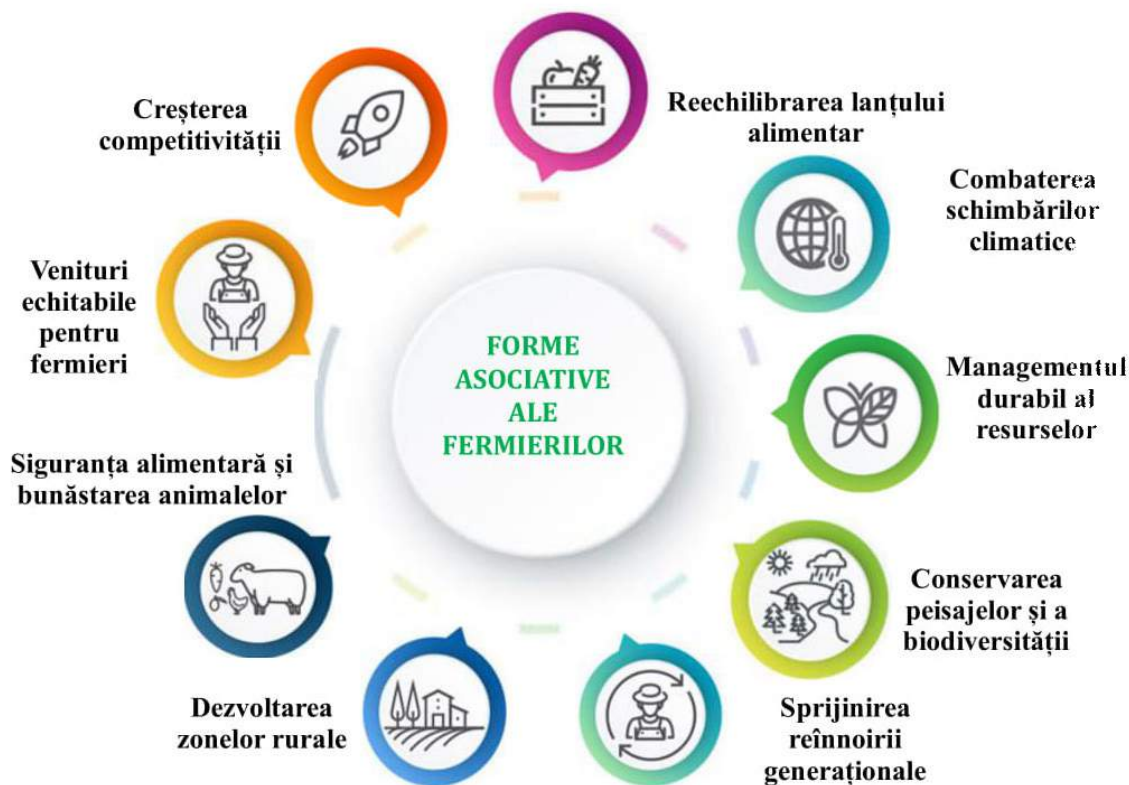 Creșterea
competitivității
Reechilibrarea lanțului
alimentar
Combaterea
schimbărilor
climatice
Venituri
echitabile
pentru
fermieri
FORME
ASOCIATIVE
ALE
FERMIERILOR
Managementul
durabil al
resurselor
Siguranța alimentară și
bunăstarea animalelor
Conservarea
peisajelor și a
biodiversității
Dezvoltarea
zonelor rurale
Sprijinirea
reînnoirii
generaționale